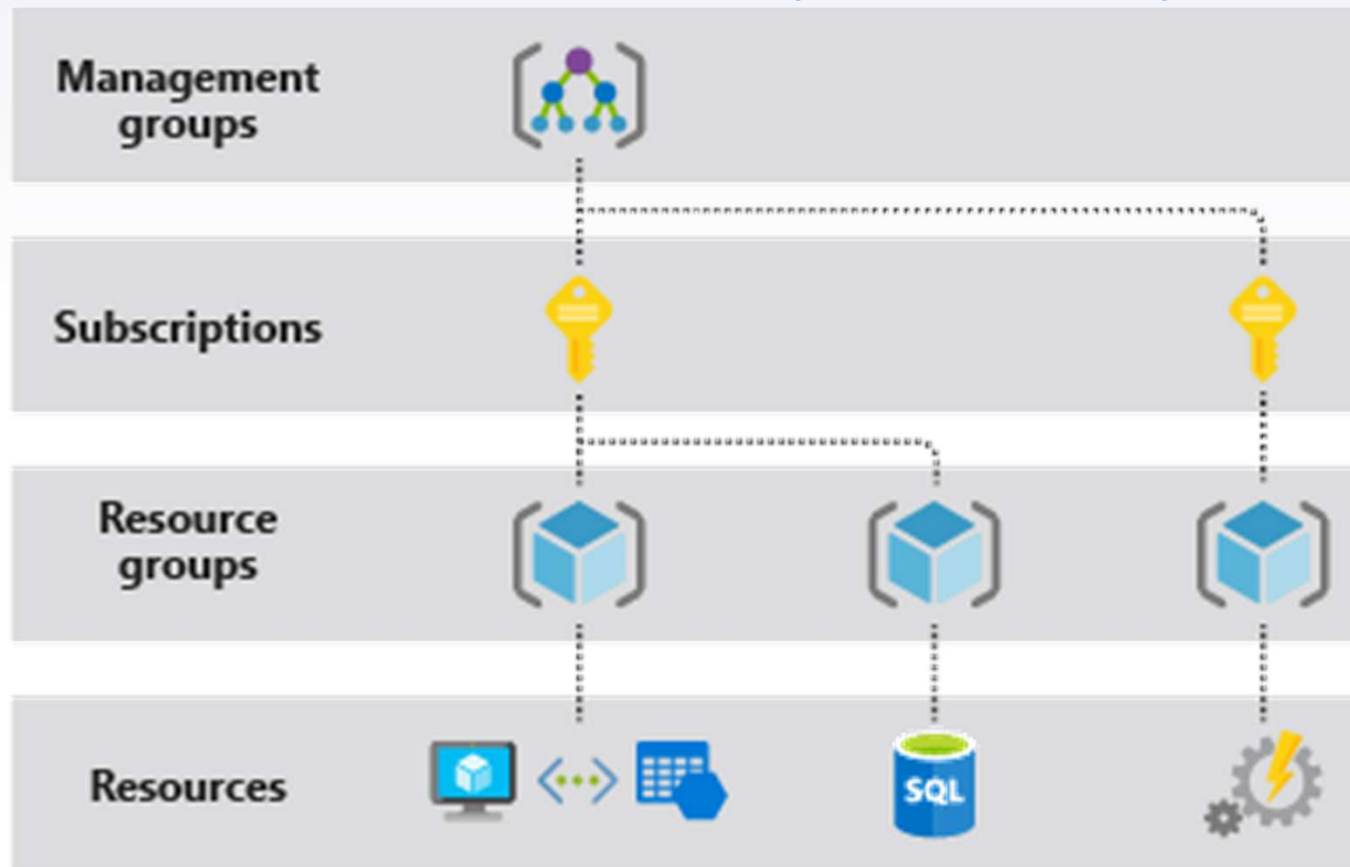 Management
groups
Subscriptions
Resource
groups
Resources
SQL